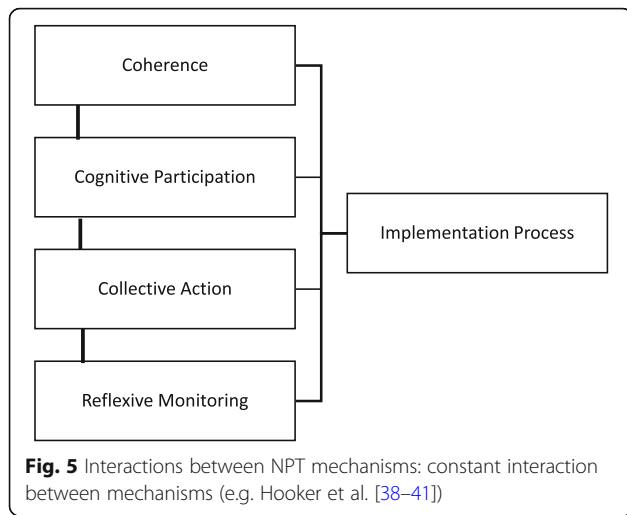 Coherence
Cognitive Participation
Implementation Process
Collective Action
Reflexive Monitoring
Fig. 5 Interactions between NPT mechanisms: constant interaction
between mechanisms (e.g. Hooker et al. [38–41])